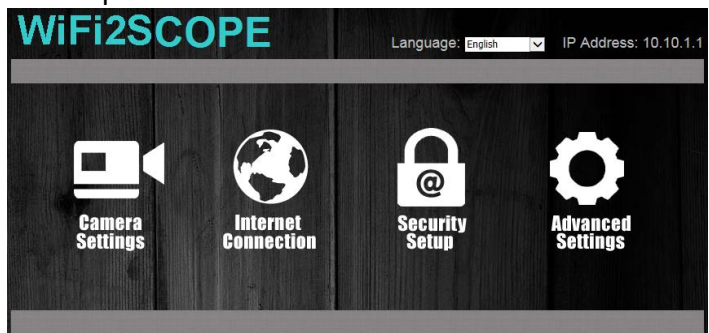 WiFi2SCOPE
Language: English IP Address: 10.10.1.1
@
Camera
Settings
Internet
Connection
Security
Setup
Advanced
Settings